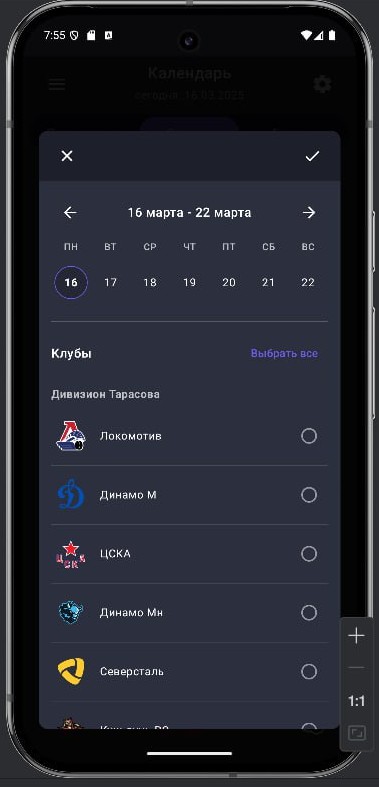 7:55
Календарь
сегодня: 16.03.2025
16 марта - 22 марта
ПН ВТ СР ЧТ ПТ СБ ВС
16 17 18 19 20 21 22
Клубы Выбрать все
Дивизион Тарасова
Локомотив
Динамо М
ЦСКА
Динамо Мн
Северсталь
1:1